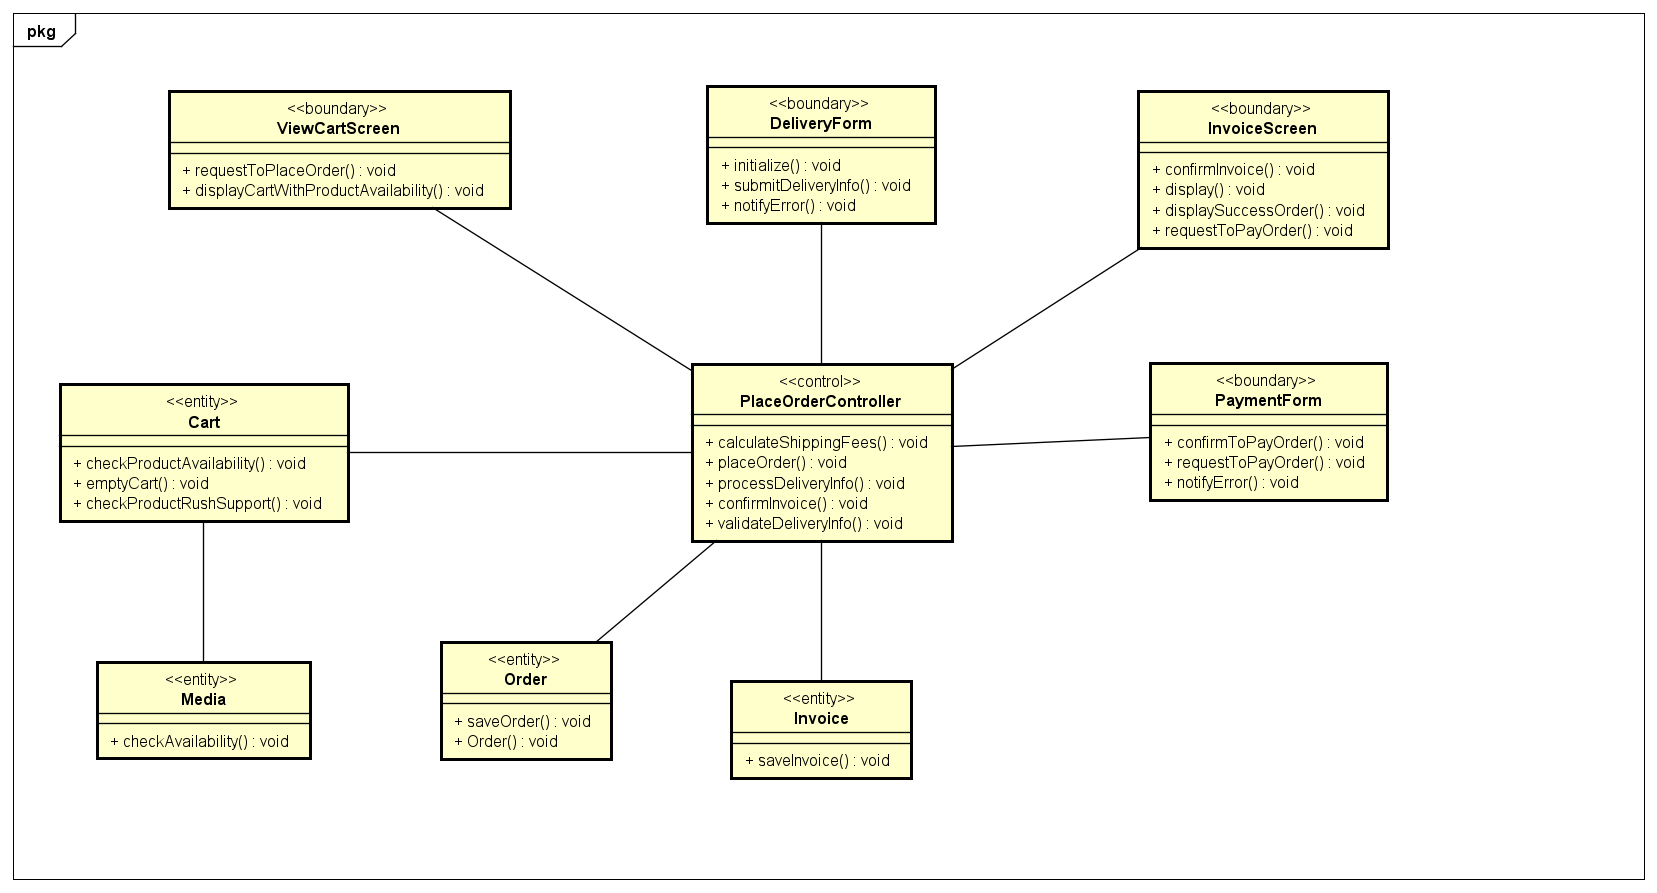 pkg
<<boundary>>
ViewCartScreen
+ requestToPlaceOrder() : void
+ displayCartWithProductAvailability() : void
<<boundary>>
DeliveryForm
+ initialize() : void
+ submitDeliveryInfo() : void
+ notifyError() : void
<<boundary>>
InvoiceScreen
+ confirmInvoice() : void
+ display() : void
+ displaySuccessOrder() : void
+ requestToPayOrder() : void
<<entity>>
Cart
+ checkProductAvailability() : void
+ emptyCart() : void
+ checkProductRushSupport() : void
<<control>>
PlaceOrderController
+ calculateShippingFees() : void
+ placeOrder() : void
+ processDeliveryInfo() : void
+ confirmInvoice() : void
+ validateDeliveryInfo() : void
<<boundary>>
PaymentForm
+ confirmToPayOrder() : void
+ requestToPayOrder() : void
+ notifyError() : void
<<entity>>
Media
+ checkAvailability() : void
<<entity>>
Order
+ saveOrder() : void
+ Order() : void
<<entity>>
Invoice
+ saveInvoice() : void